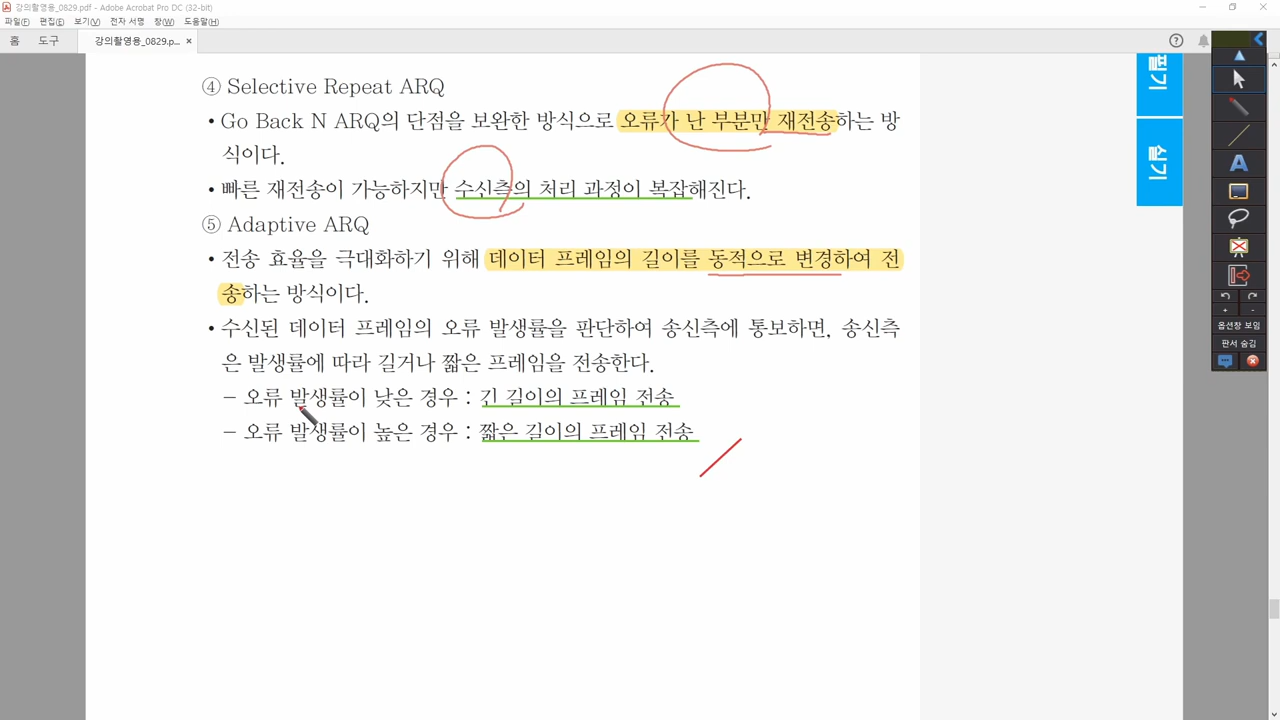 강의촬영용_0829.pdf - Adobe Acrobat Pro DC (32-bit)
파일(F) 편집(E) 보기(V) 전자 서명 창(W) 도움말(H)
홈 도구 강의촬영용_0829.p... ×
④ Selective Repeat ARQ
• Go Back N ARQ의 단점을 보완한 방식으로 오류가 난 부분만 재전송하는 방
식이다.
• 빠른 재전송이 가능하지만 수신측의 처리 과정이 복잡해진다.
⑤ Adaptive ARQ
• 전송 효율을 극대화하기 위해 데이터 프레임의 길이를 동적으로 변경하여 전
송하는 방식이다.
• 수신된 데이터 프레임의 오류 발생률을 판단하여 송신측에 통보하면, 송신측
은 발생률에 따라 길거나 짧은 프레임을 전송한다.
– 오류 발생률이 낮은 경우 : 긴 길이의 프레임 전송
– 오류 발생률이 높은 경우 : 짧은 길이의 프레임 전송
필기
실기
A
옵션창 보임
판서 숨김